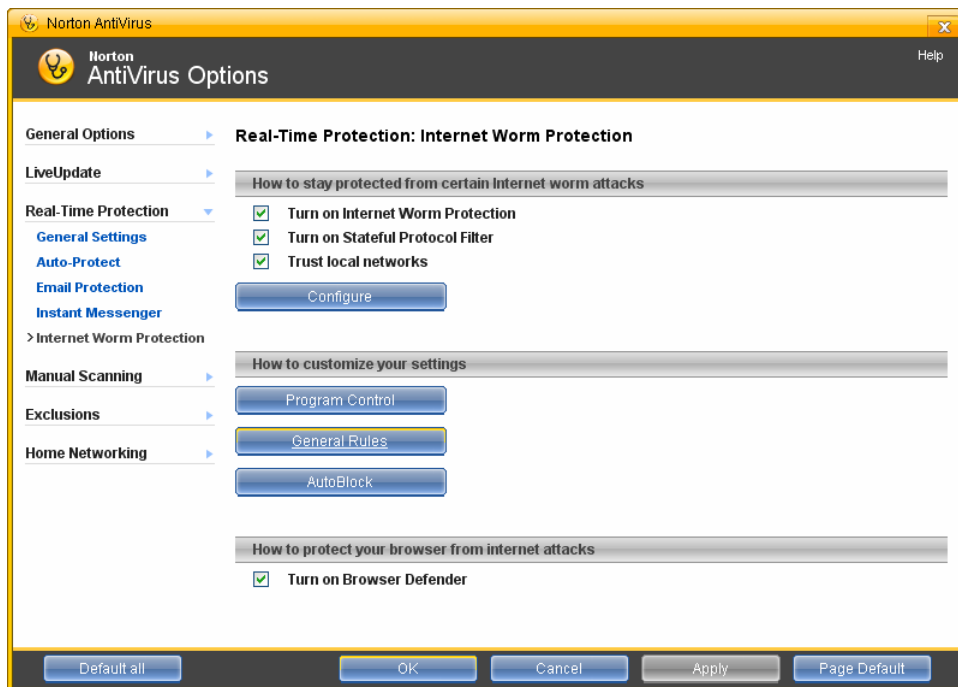 Norton AntiVirus
x
Norton
AntiVirus Options
Help
General Options
LiveUpdate
Real-Time Protection
General Settings
Auto-Protect
Email Protection
Instant Messenger
>Internet Worm Protection
Manual Scanning
Exclusions
Home Networking
Real-Time Protection: Internet Worm Protection
How to stay protected from certain Internet worm attacks
Turn on Internet Worm Protection
Turn on Stateful Protocol Filter
Trust local networks
Configure
How to customize your settings
Program Control
General Rules
AutoBlock
How to protect your browser from internet attacks
Turn on Browser Defender
Default all
OK
Cancel
Apply
Page Default